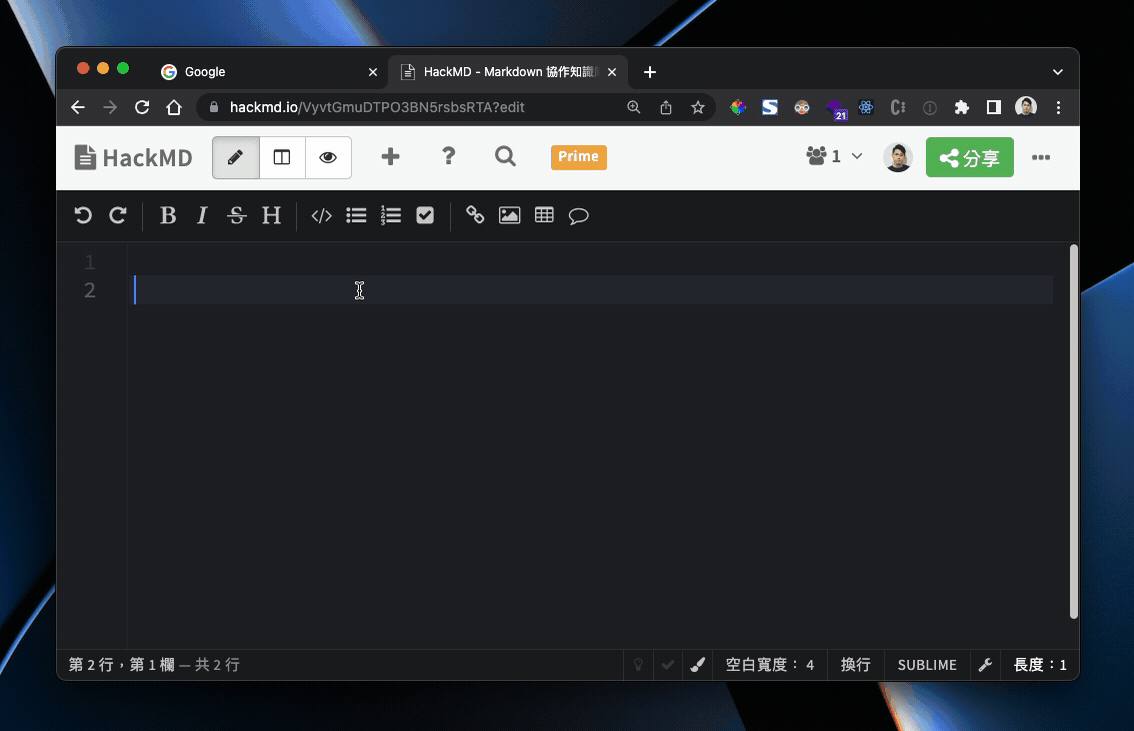 Google
HackMD - Markdown 協作知識
hackmd.io/VyvtGmuDTPO3BN5rsbsRTA?edit
21
HackMD
Prime
1
分享
B I S H
1
2
第 2 行，第 1 欄 — 共 2 行
空白寬度： 4
換行
SUBLIME
長度：1